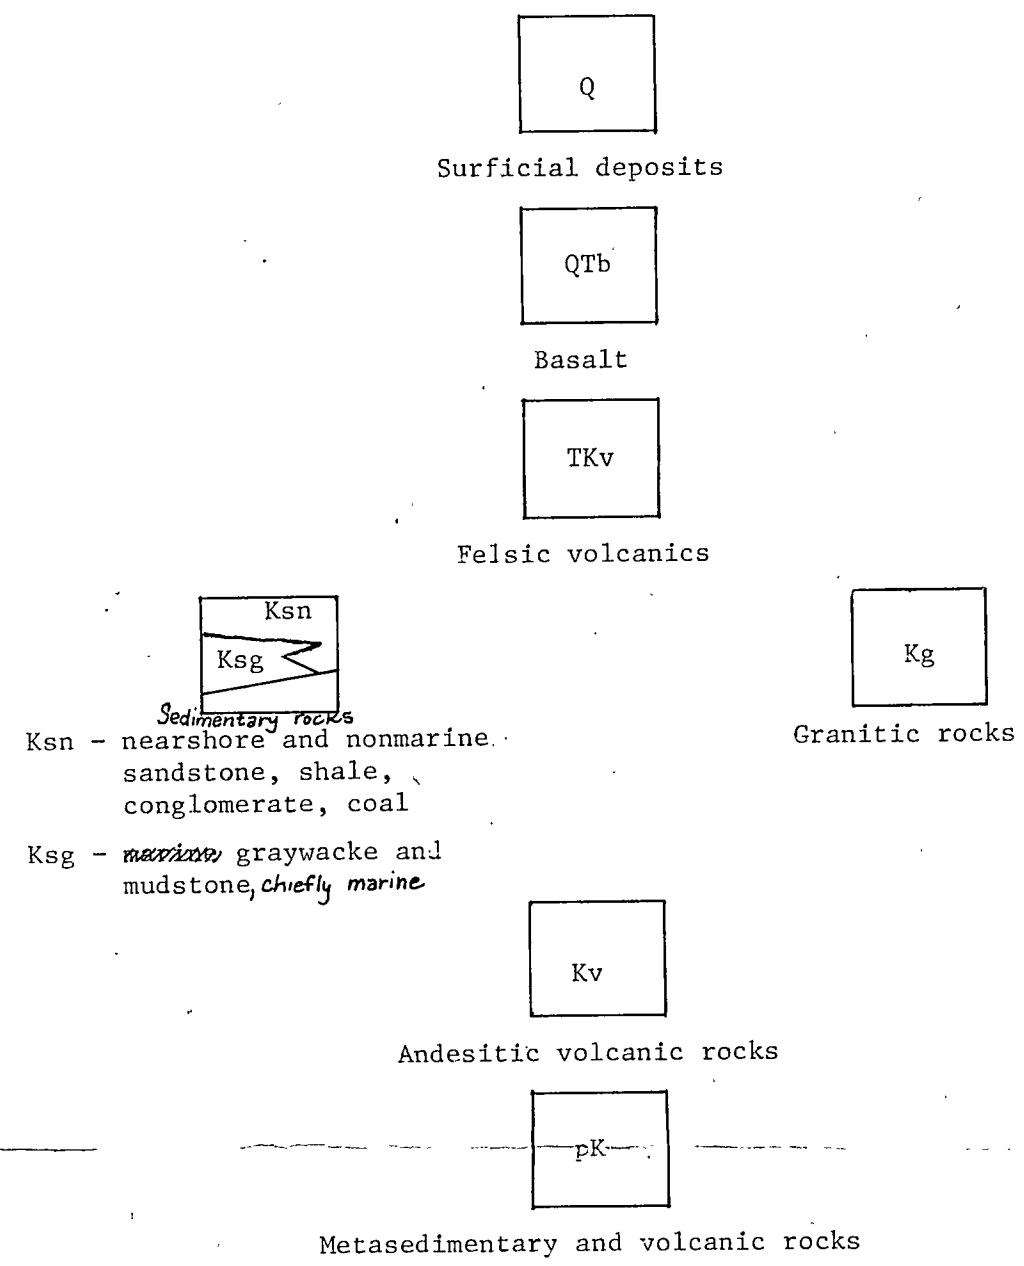 Q
Surficial deposits
QTb
Basalt
TKv
Felsic volcanics
Ksn
Ksg
Sedimentary rocks
Ksn - nearshore and nonmarine
sandstone, shale,
conglomerate, coal
Kg
Granitic rocks
Ksg - marine graywacke and
mudstone, chiefly marine
Kv
Andesitic volcanic rocks
pK
Metasedimentary and volcanic rocks